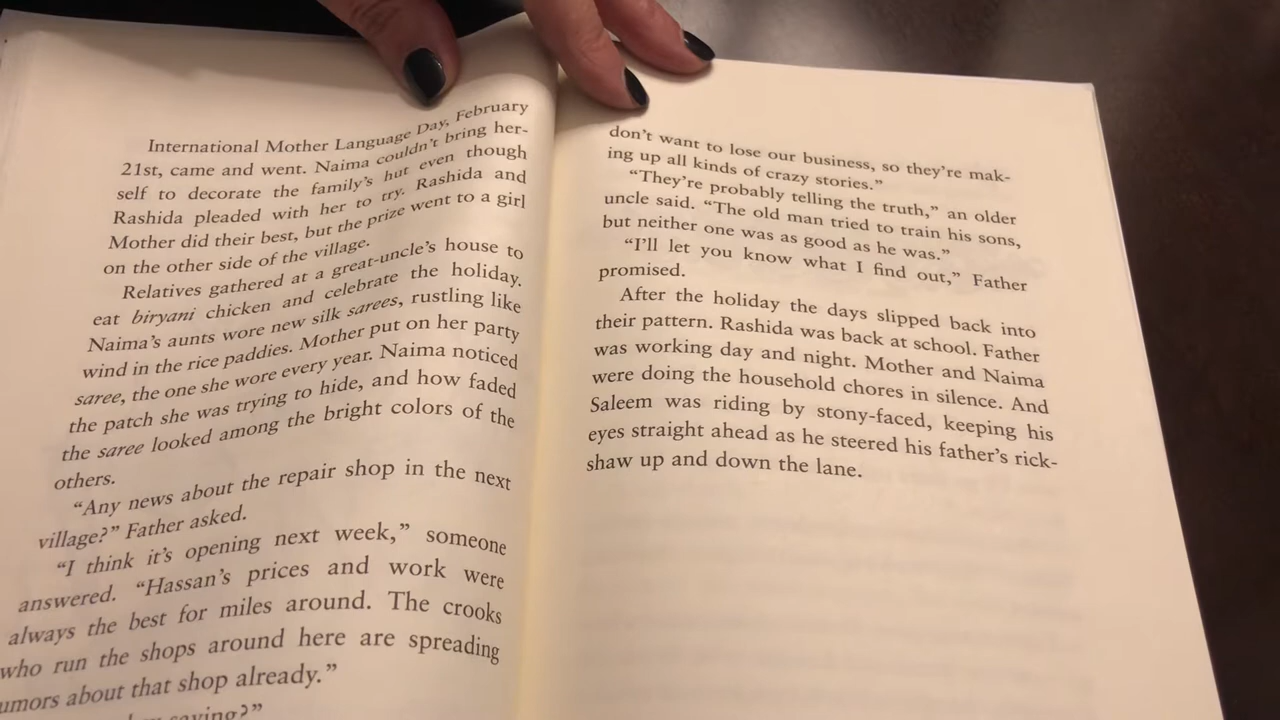 International Mother Language Day, February
21st, came and went. Naima couldn't bring her-
self to decorate the family's hut even though
Rashida pleaded with her to try. Rashida and
Mother did their best, but the prize went to a girl
on the other side of the village.
Relatives gathered at a great-uncle's house to
eat biryani chicken and celebrate the holiday.
Naima's aunts wore new silk sarees, rustling like
wind in the rice paddies. Mother put on her party
saree, the one she wore every year. Naima noticed
the patch she was trying to hide, and how faded
the saree looked among the bright colors of the
others.
“Any news about the repair shop in the next
village?” Father asked.
“I think it's opening next week,” someone
answered. “Hassan's prices and work were
always the best for miles around. The crooks
who run the shops around here are spreading
umors about that shop already.”
saying?”
don't want to lose our business, so they're mak-
ing up all kinds of crazy stories.”
“They're probably telling the truth,” an older
uncle said. “The old man tried to train his sons,
but neither one was as good as he was.”
“I'll let you know what I find out,” Father
promised.
After the holiday the days slipped back into
their pattern. Rashida was back at school. Father
was working day and night. Mother and Naima
were doing the household chores in silence. And
Saleem was riding by stony-faced, keeping his
eyes straight ahead as he steered his father's rick-
shaw up and down the lane.